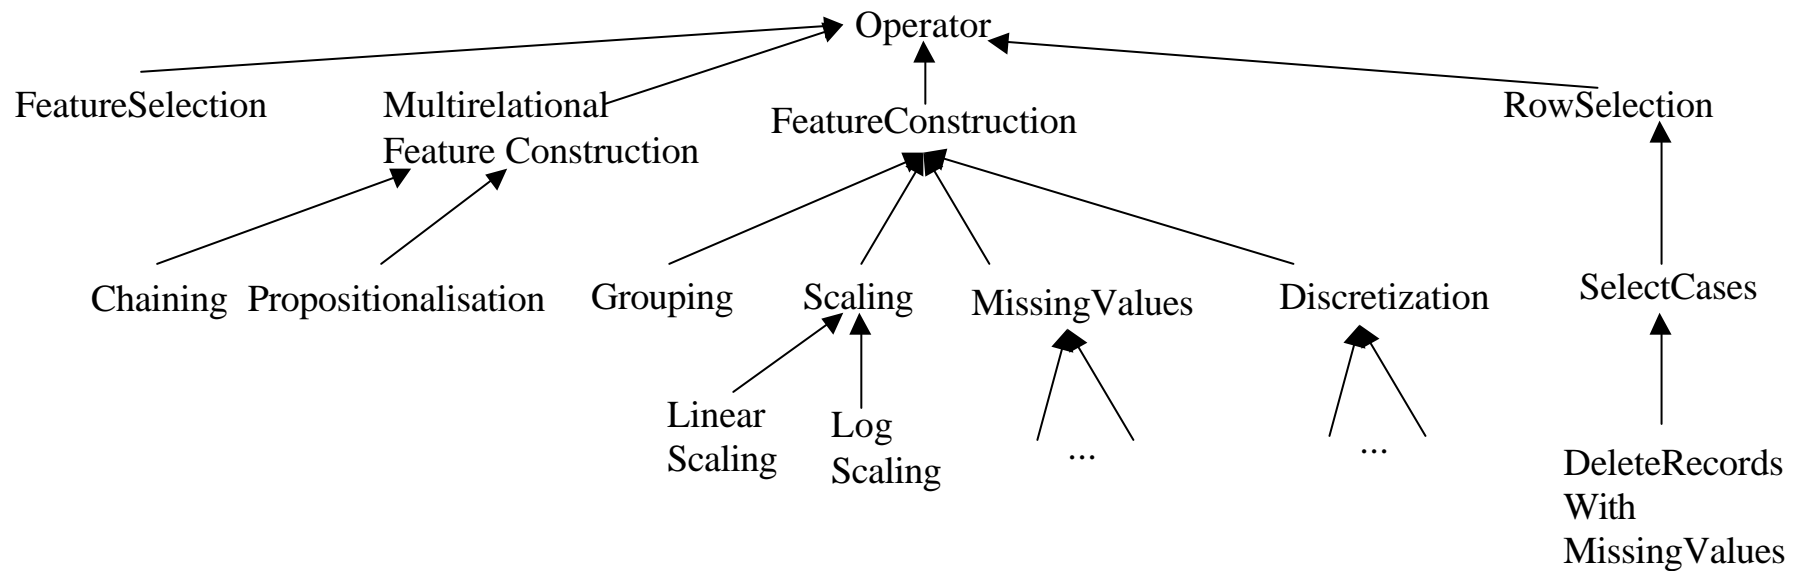 Operator
FeatureSelection
Multirelational
Feature Construction
FeatureConstruction
RowSelection
Chaining
Propositionalisation
Grouping
Scaling
MissingValues
Discretization
SelectCases
Linear
Scaling
Log
Scaling
...
...
DeleteRecords
With
MissingValues